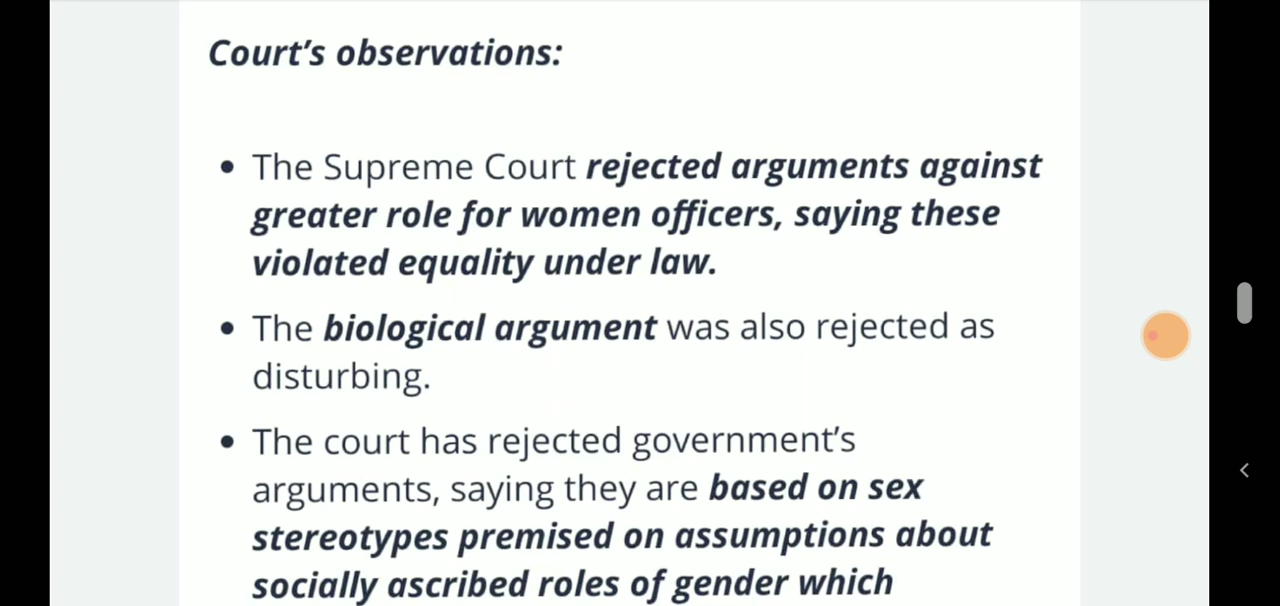 Court's observations:
The Supreme Court rejected arguments against
greater role for women officers, saying these
violated equality under law.
The biological argument was also rejected as
disturbing.
The court has rejected government's
arguments, saying they are based on sex
stereotypes premised on assumptions about
socially ascribed roles of gender which